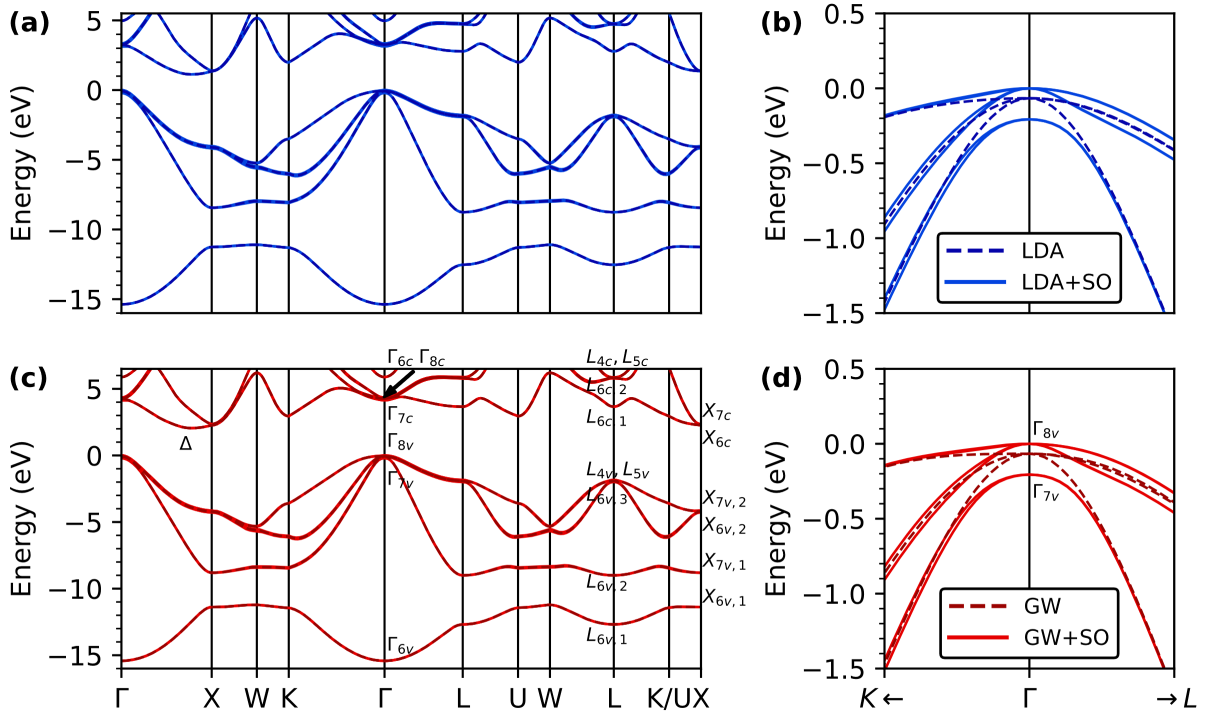 (a)
5
0
−5
−10
−15
Energy (eV)
(b)
0.5
0.0
−0.5
−1.0
−1.5
Energy (eV)
LDA
LDA+SO
(c)
5
0
−5
−10
−15
Energy (eV)
Γ6c Γ8c
Γ7c
Γ8v
Γ7v
Γ6v
Δ
L4c, L5c
L6c, 2
L6c, 1
L4v, L5v
L6v, 3
L6v, 2
L6v, 1
X7c
X6c
X7v, 2
X6v, 2
X7v, 1
X6v, 1
Γ X W K Γ L U W L K/U X
(d)
0.5
0.0
−0.5
−1.0
−1.5
Energy (eV)
Γ8v
Γ7v
GW
GW+SO
K← Γ →L